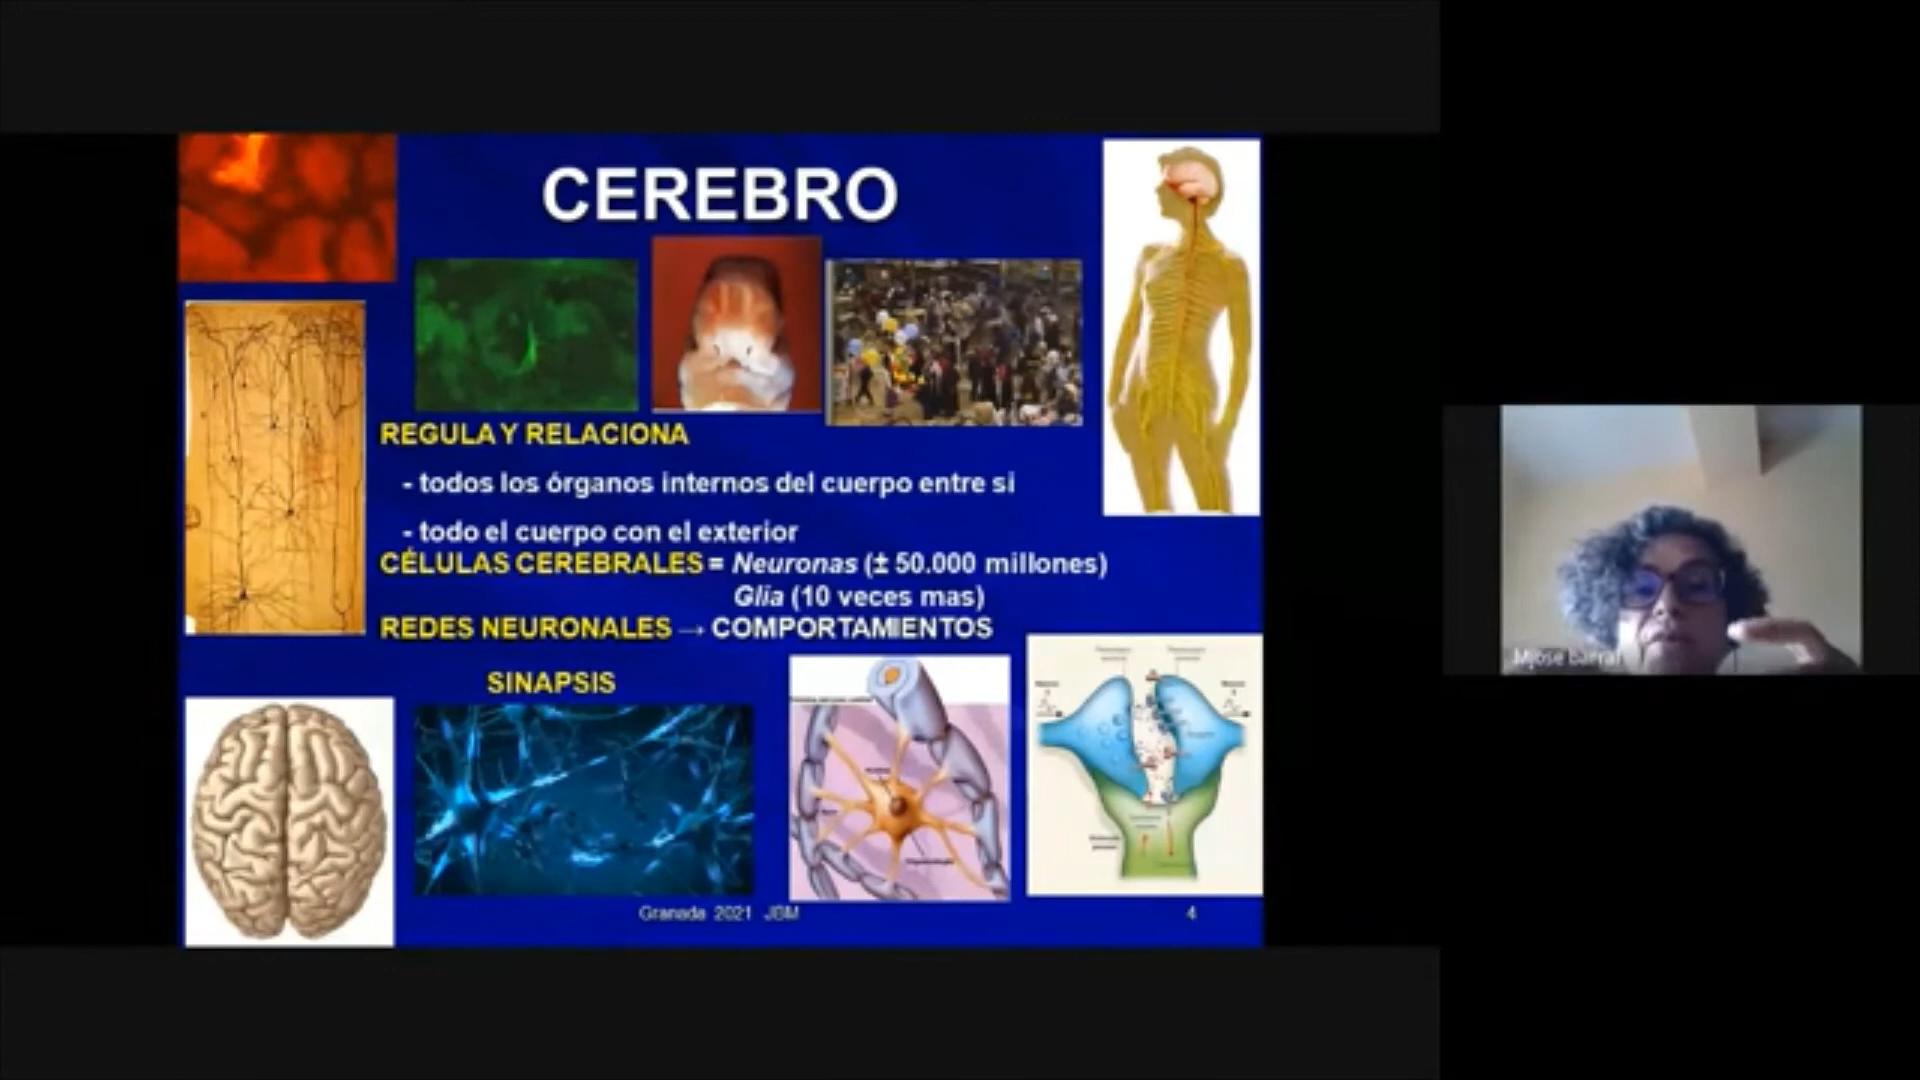 CEREBRO
REGULA Y RELACIONA
- todos los órganos internos del cuerpo entre si
- todo el cuerpo con el exterior
CÉLULAS CEREBRALES = Neuronas (± 50.000 millones)
Glia (10 veces mas)
REDES NEURONALES → COMPORTAMIENTOS
SINAPSIS
Granada 2021 JBM
4
Mjose